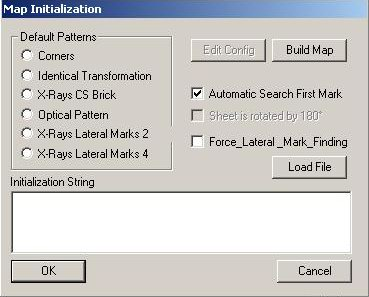 Map Initialization
Default Patterns
Corners
Identical Transformation
X-Rays CS Brick
Optical Pattern
X-Rays Lateral Marks 2
X-Rays Lateral Marks 4
Edit Config
Build Map
Automatic Search First Mark
Sheet is rotated by 180°
Force_Lateral _Mark_Finding
Load File
Initialization String
OK
Cancel